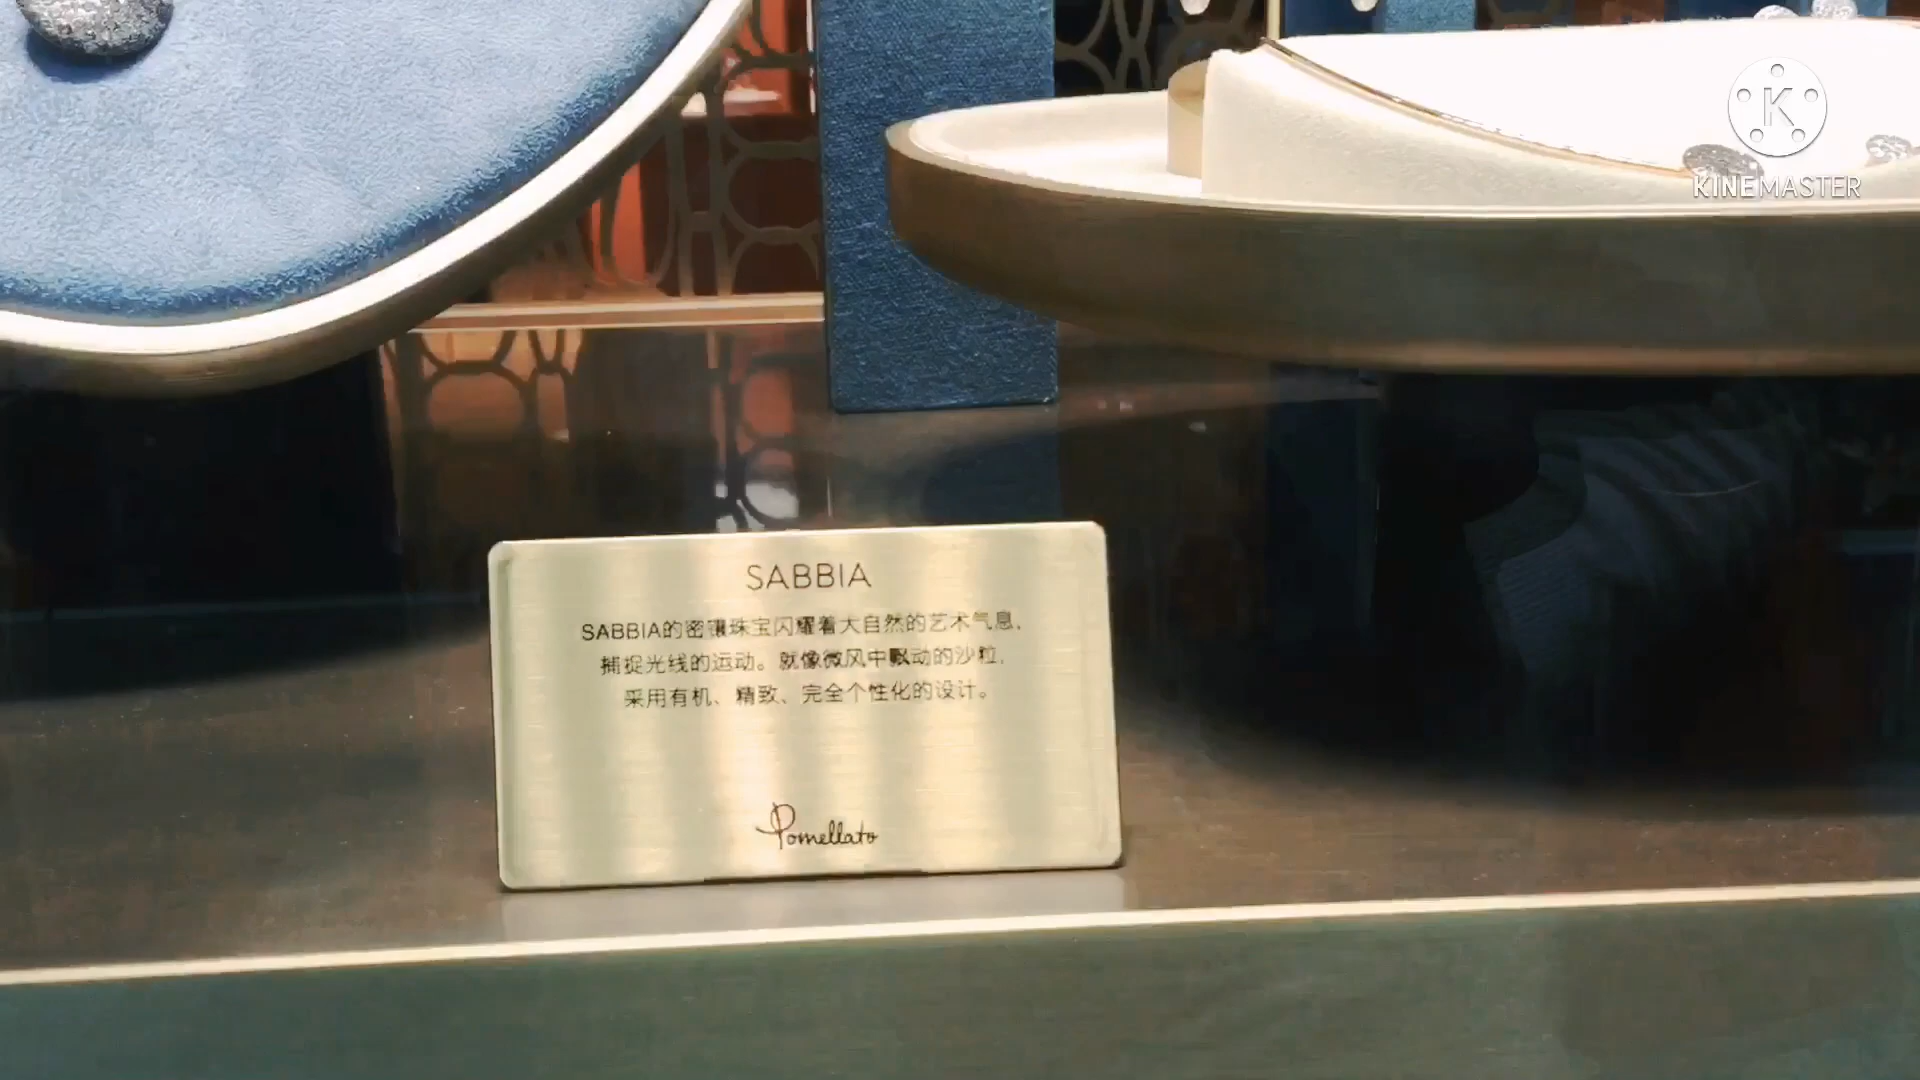 KINEMASTER
SABBIA
SABBIA的密镶珠宝闪耀着大自然的艺术气息,
捕捉光线的运动。就像微风中飘动的沙粒,
采用有机、精致、完全个性化的设计。
Pomellato